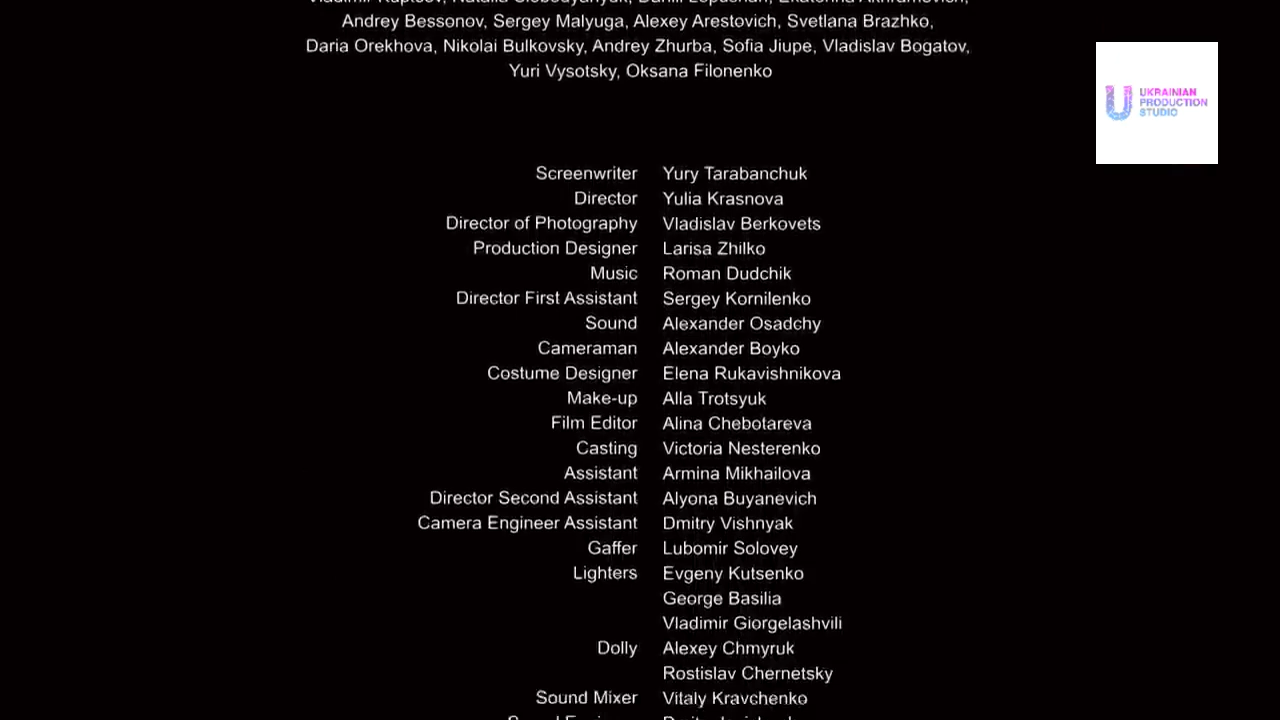 Andrey Bessonov, Sergey Malyuga, Alexey Arestovich, Svetlana Brazhko,
Daria Orekhova, Nikolai Bulkovsky, Andrey Zhurba, Sofia Jiupe, Vladislav Bogatov,
Yuri Vysotsky, Oksana Filonenko
UKRAINIAN
PRODUCTION
STUDIO
Screenwriter Yury Tarabanchuk
Director Yulia Krasnova
Director of Photography Vladislav Berkovets
Production Designer Larisa Zhilko
Music Roman Dudchik
Director First Assistant Sergey Kornilenko
Sound Alexander Osadchy
Cameraman Alexander Boyko
Costume Designer Elena Rukavishnikova
Make-up Alla Trotsyuk
Film Editor Alina Chebotareva
Casting Victoria Nesterenko
Assistant Armina Mikhailova
Director Second Assistant Alyona Buyanevich
Camera Engineer Assistant Dmitry Vishnyak
Gaffer Lubomir Solovey
Lighters Evgeny Kutsenko
George Basilia
Vladimir Giorgelashvili
Dolly Alexey Chmyruk
Rostislav Chernetsky
Sound Mixer Vitaly Kravchenko